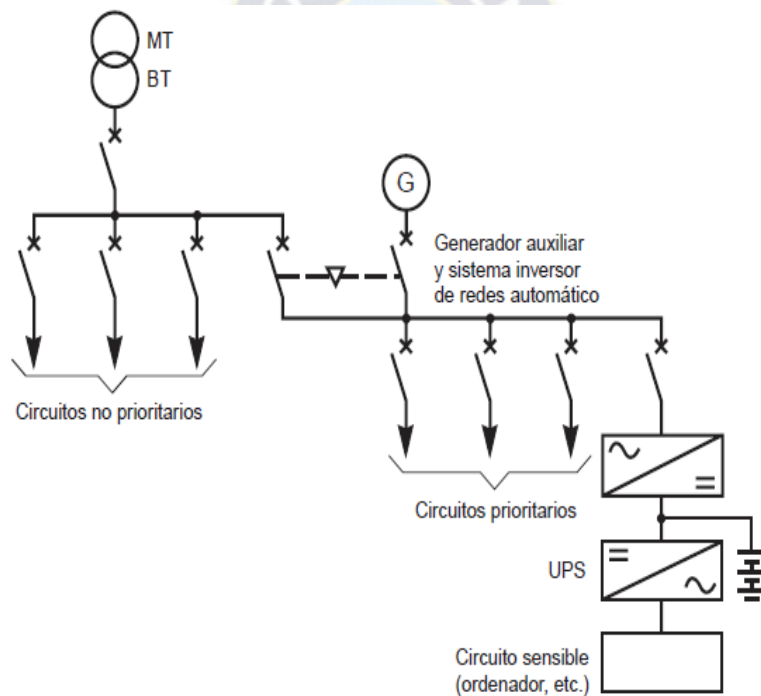 MT
BT
G
Generador auxiliar
y sistema inversor
de redes automático
Circuitos no prioritarios
Circuitos prioritarios
UPS
Circuito sensible
(ordenador, etc.)